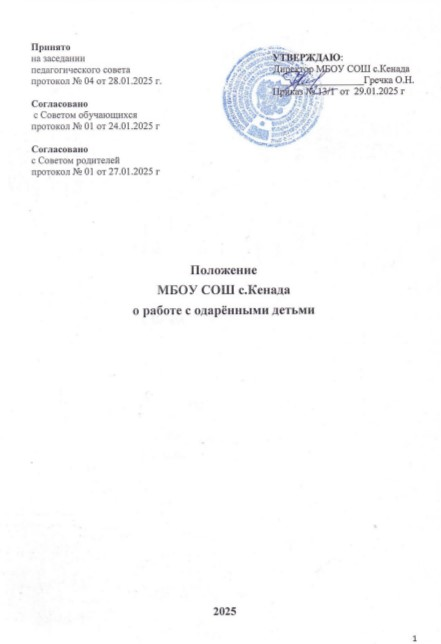 Принято
на заседании
педагогического совета
протокол № 04 от 28.01.2025 г.
Согласовано
с Советом обучающихся
протокол № 01 от 24.01.2025 г
Согласовано
с Советом родителей
протокол № 01 от 27.01.2025 г
УТВЕРЖДАЮ:
Директор МБОУ СОШ с.Кенада
Гречка О.Н.
Приказ № 13/1 от 29.01.2025 г
Положение
МБОУ СОШ с.Кенада
о работе с одарёнными детьми
2025
1